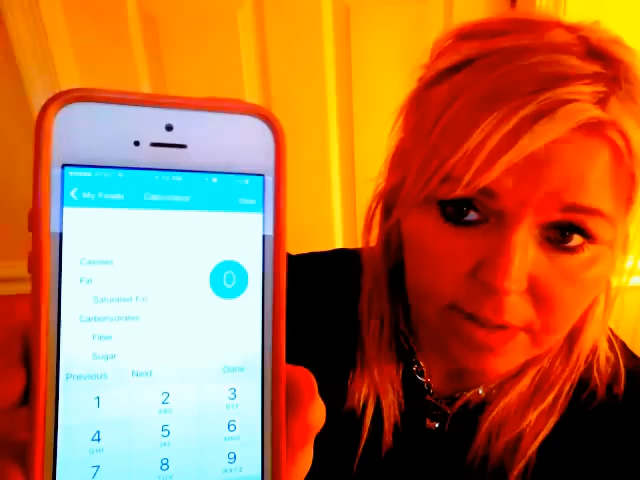 My Foods Calculator
Calories
0
Fat
Saturated Fat
Carbohydrates
Fiber
Sugar
Previous Next Done
1 2 3
ABC DEF
4 5 6
GHI JKL MNO
7 8 9
TUV WXYZ